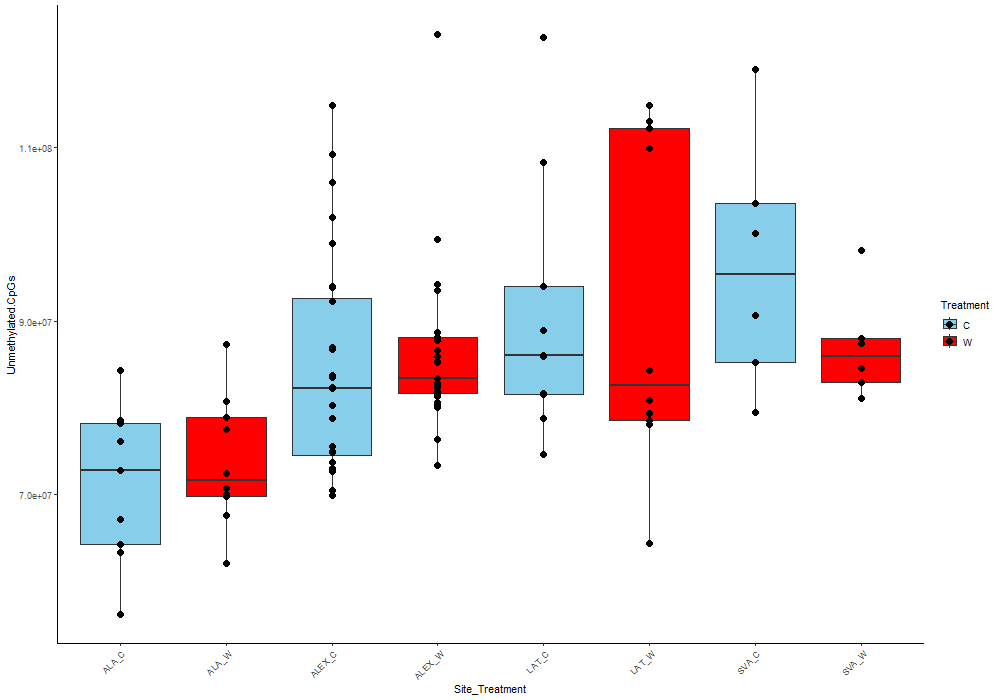 Unmethylated.CpGs
1.1e+08
9.0e+07
7.0e+07
ALA_C
ALA_W
ALEX_C
ALEX_W
LAT_C
LAT_W
SVA_C
SVA_W
Site_Treatment
Treatment
C
W